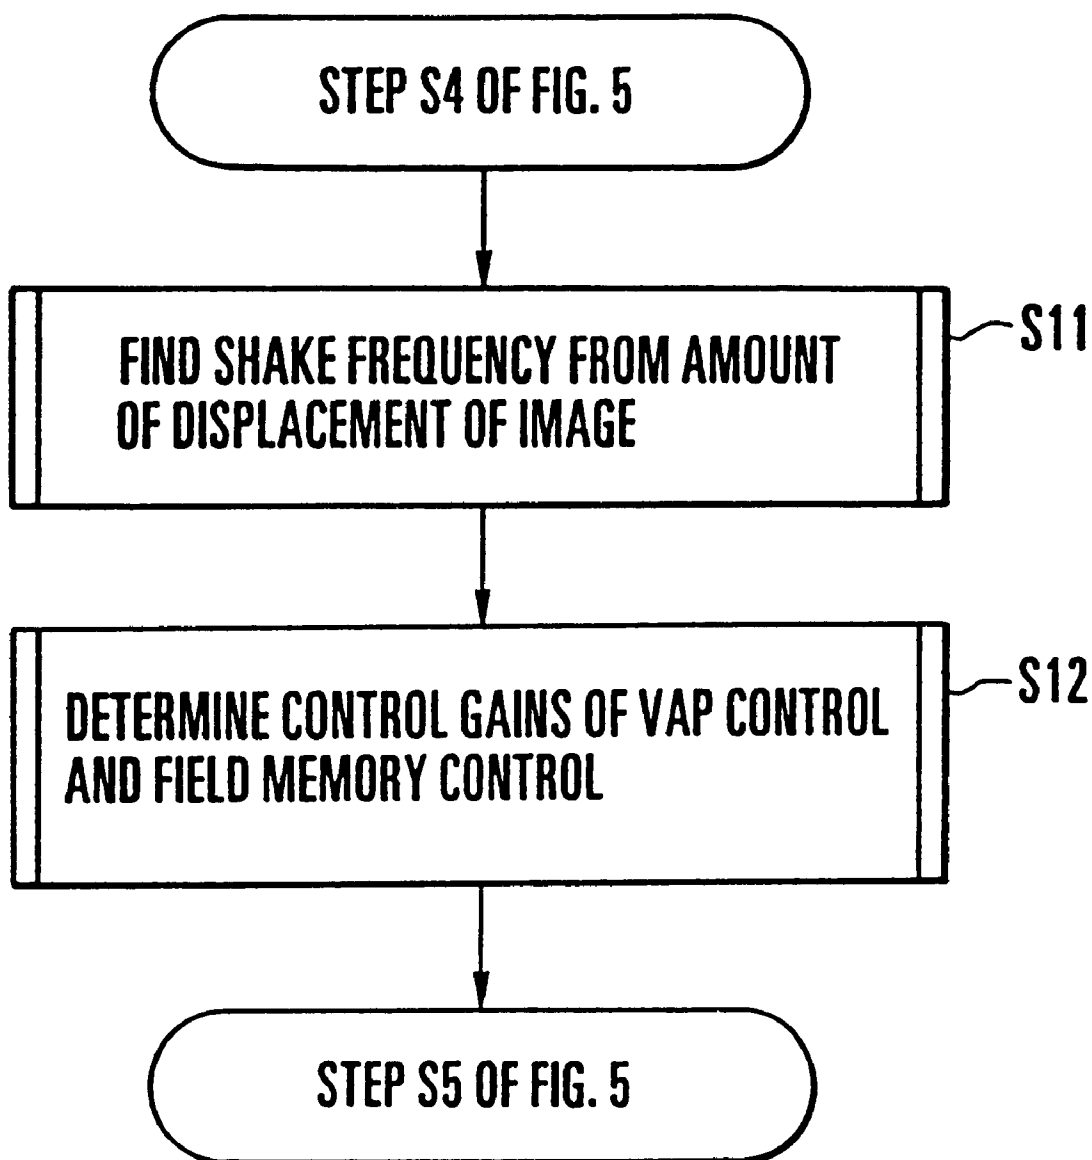 STEP S4 OF FIG. 5
FIND SHAKE FREQUENCY FROM AMOUNT
OF DISPLACEMENT OF IMAGE
S11
DETERMINE CONTROL GAINS OF VAP CONTROL
AND FIELD MEMORY CONTROL
S12
STEP S5 OF FIG. 5